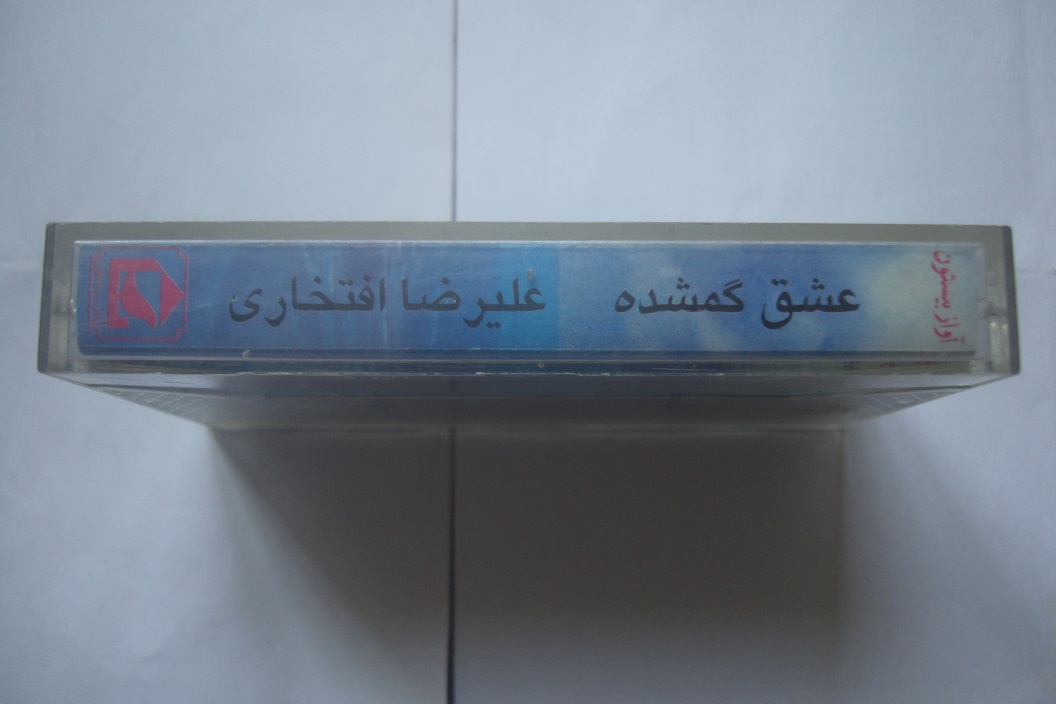 عشق گمشده علیرضا افتخاری
آواز بیستون